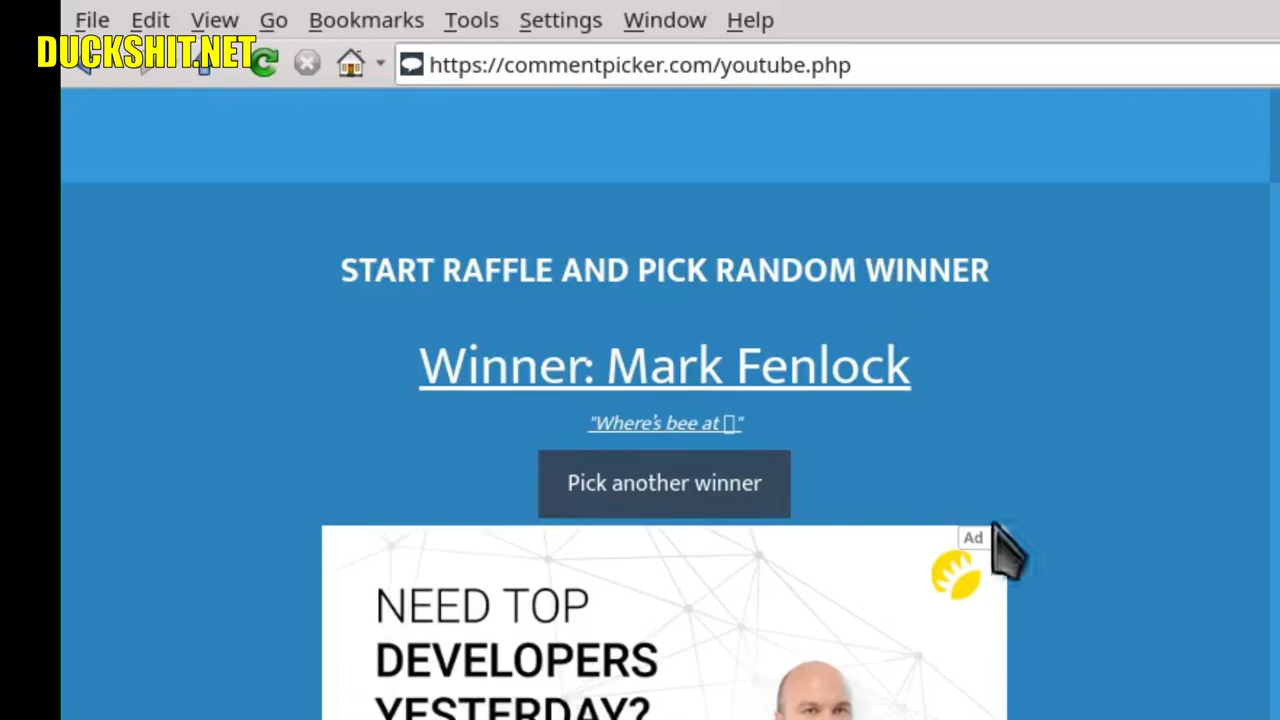 File Edit View Go Bookmarks Tools Settings Window Help
DUCKSHIT.NET
https://commentpicker.com/youtube.php
START RAFFLE AND PICK RANDOM WINNER
Winner: Mark Fenlock
"Where's bee at ▯"
Pick another winner
Ad
NEED TOP
DEVELOPERS
YESTERDAY?